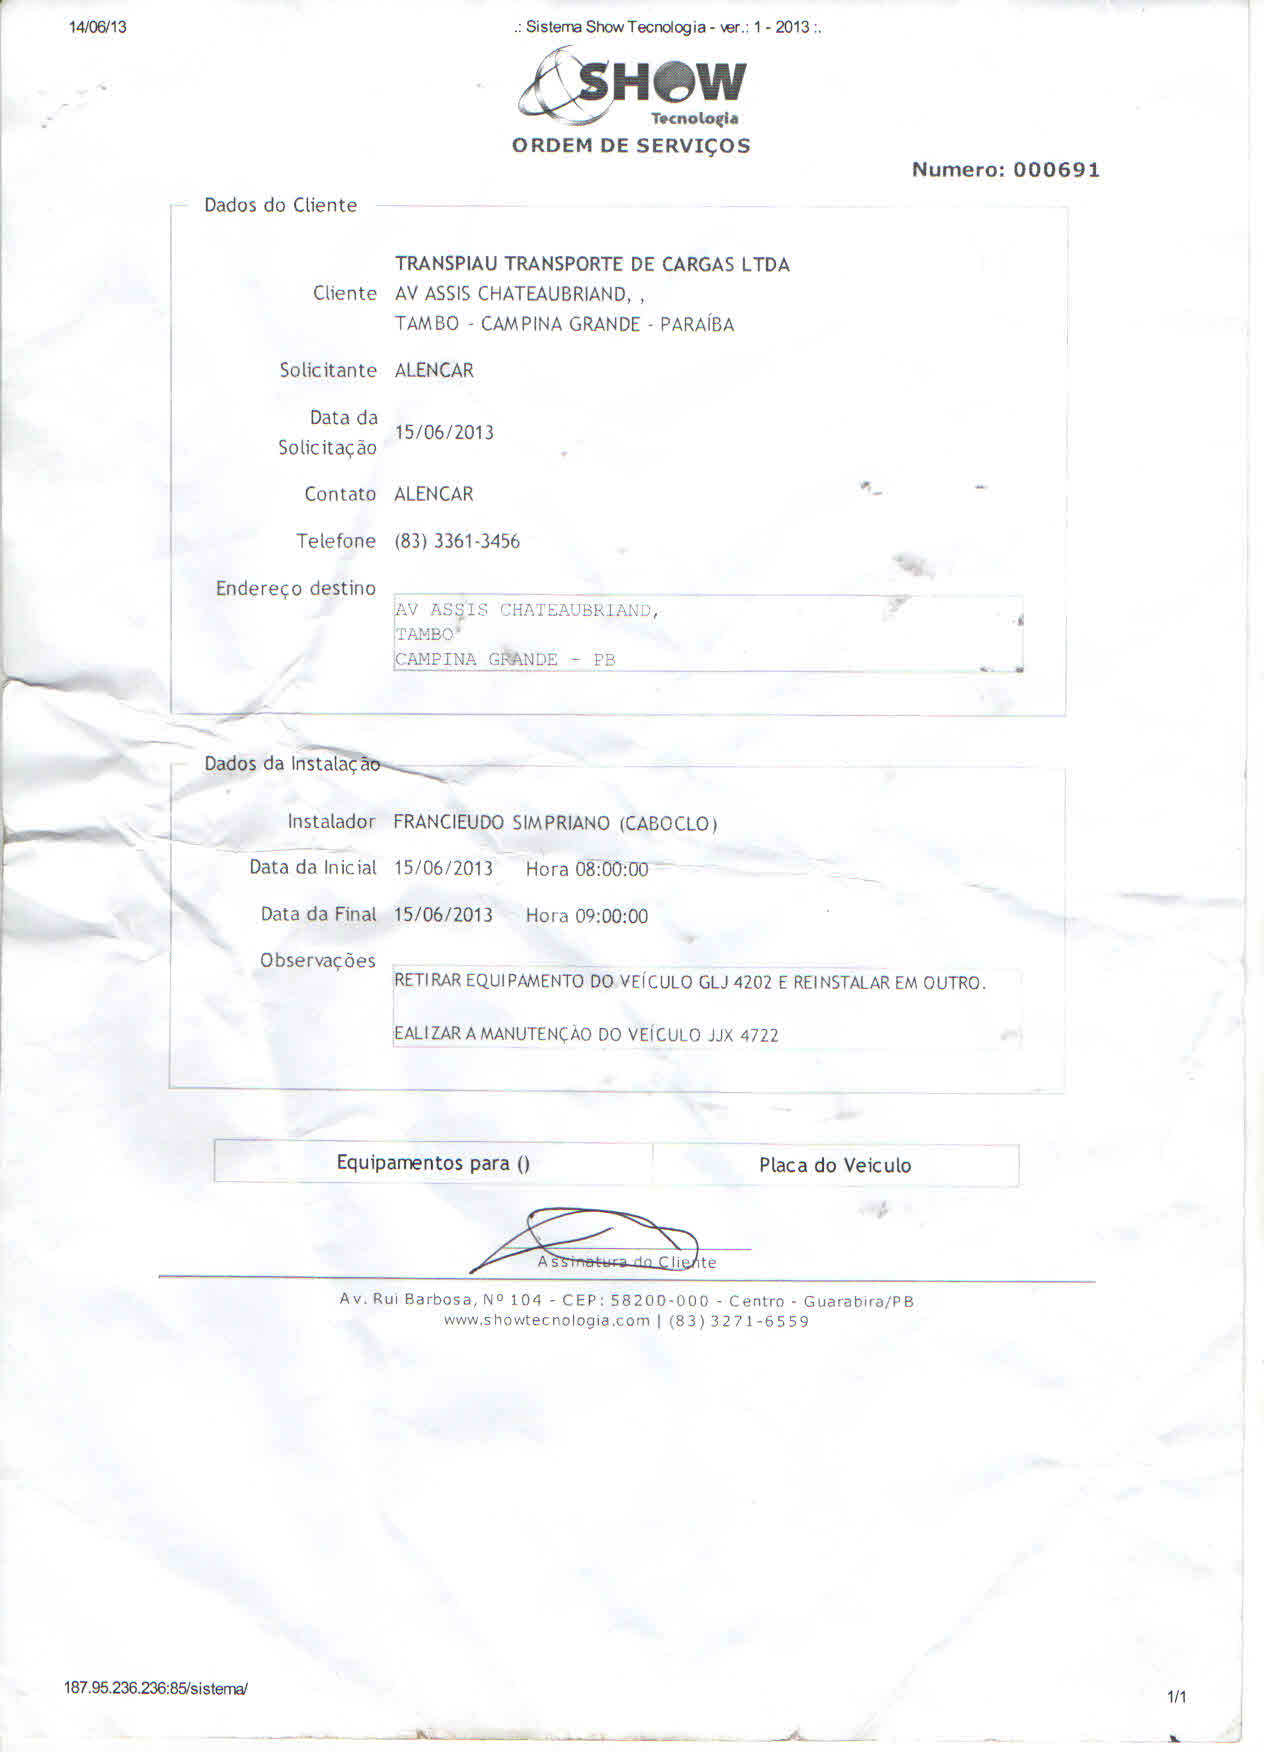 14/06/13
.: Sistema Show Tecnologia - ver.: 1 - 2013 :.
SHOW
Tecnologia
ORDEM DE SERVIÇOS
Numero: 000691
Dados do Cliente
TRANSPIAU TRANSPORTE DE CARGAS LTDA
Cliente AV ASSIS CHATEAUBRIAND, ,
TAMBO - CAMPINA GRANDE - PARAÍBA
Solicitante ALENCAR
Data da
Solicitação 15/06/2013
Contato ALENCAR
Telefone (83) 3361-3456
Endereço destino
AV ASSIS CHATEAUBRIAND,
TAMBO
CAMPINA GRANDE - PB
Dados da Instalação
Instalador FRANCIEUDO SIMPRIANO (CABOCLO)
Data da Inicial 15/06/2013 Hora 08:00:00
Data da Final 15/06/2013 Hora 09:00:00
Observações
RETIRAR EQUIPAMENTO DO VEÍCULO GLJ 4202 E REINSTALAR EM OUTRO.
EALIZAR A MANUTENÇÃO DO VEÍCULO JJX 4722
Equipamentos para () Placa do Veiculo
Assinatura do Cliente
Av. Rui Barbosa, Nº 104 - CEP: 58200-000 - Centro - Guarabira/PB
www.showtecnologia.com | (83) 3271-6559
187.95.236.236:85/sistema/
1/1